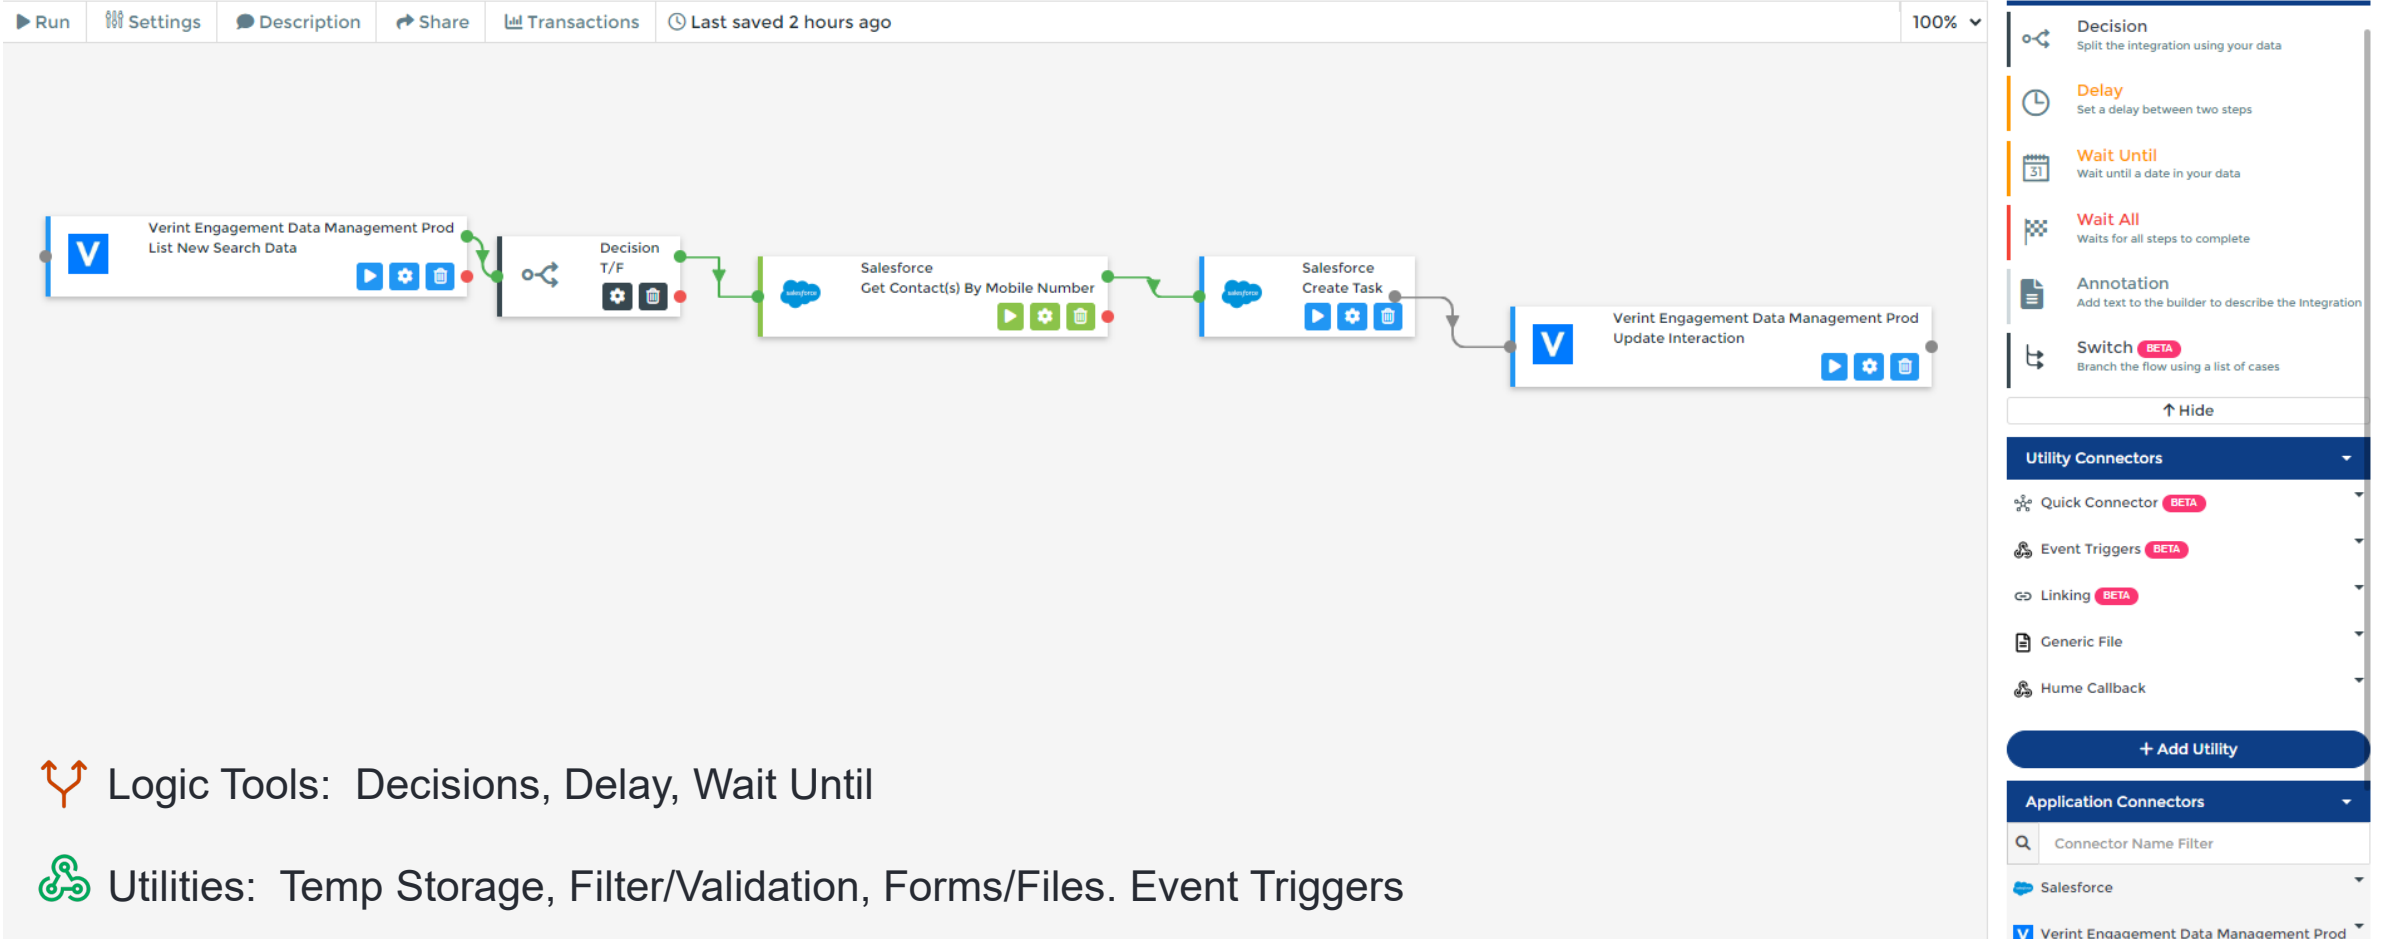 Run
Settings
Description
Share
Transactions
Last saved 2 hours ago
100%
Verint Engagement Data Management Prod
List New Search Data
Decision
T/F
Salesforce
Get Contact(s) By Mobile Number
Salesforce
Create Task
Verint Engagement Data Management Prod
Update Interaction
Logic Tools: Decisions, Delay, Wait Until
Utilities: Temp Storage, Filter/Validation, Forms/Files. Event Triggers
Decision
Split the integration using your data
Delay
Set a delay between two steps
31
Wait Until
Wait until a date in your data
Wait All
Waits for all steps to complete
Annotation
Add text to the builder to describe the Integration
Switch BETA
Branch the flow using a list of cases
Hide
Utility Connectors
Quick Connector BETA
Event Triggers BETA
Linking BETA
Generic File
Hume Callback
+ Add Utility
Application Connectors
Connector Name Filter
Salesforce
Verint Engagement Data Management Prod